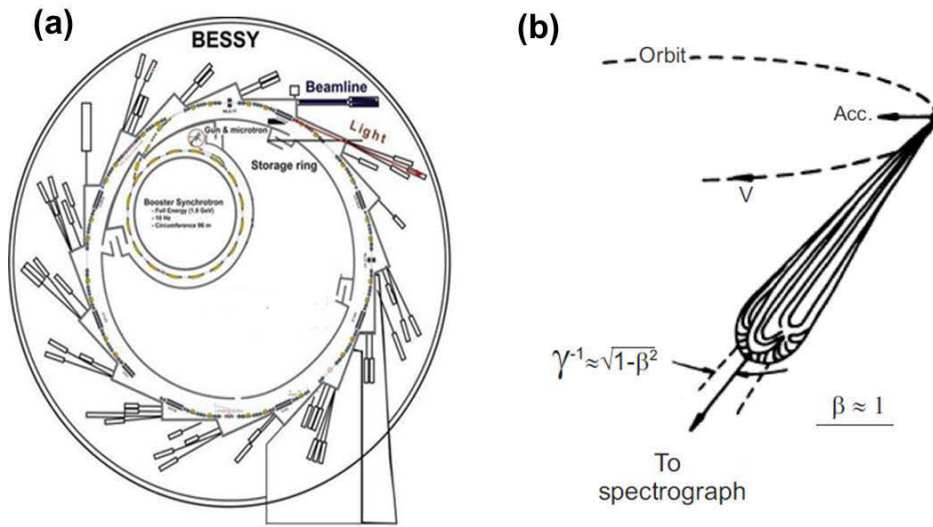 (a)
BESSY
Beamline
Light
Gun & microtron
Storage ring
Booster Synchrotron
- Full Energy (1.9 GeV)
- 10 Hz
- Circumference 96 m
(b)
Orbit
Acc.
V
γ⁻¹≈√1-β²
β ≈ 1
To
spectrograph